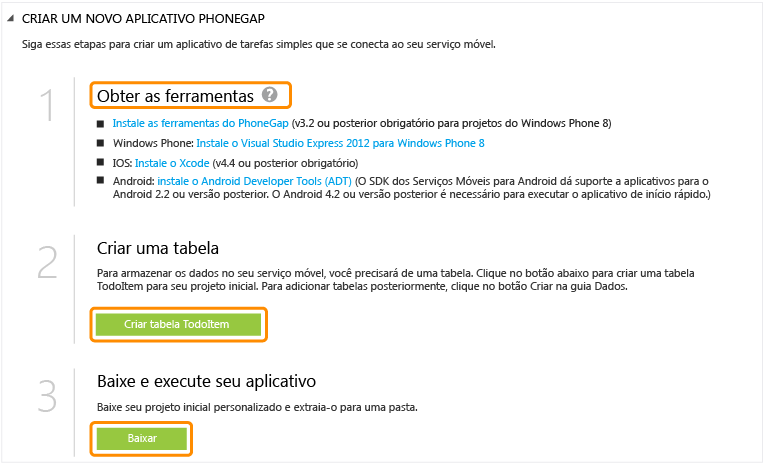 CRIAR UM NOVO APLICATIVO PHONEGAP
Siga essas etapas para criar um aplicativo de tarefas simples que se conecta ao seu serviço móvel.
1
Obter as ferramentas ?
Instale as ferramentas do PhoneGap (v3.2 ou posterior obrigatório para projetos do Windows Phone 8)
Windows Phone: Instale o Visual Studio Express 2012 para Windows Phone 8
IOS: Instale o Xcode (v4.4 ou posterior obrigatório)
Android: instale o Android Developer Tools (ADT) (O SDK dos Serviços Móveis para Android dá suporte a aplicativos para o
Android 2.2 ou versão posterior. O Android 4.2 ou versão posterior é necessário para executar o aplicativo de início rápido.)
2
Criar uma tabela
Para armazenar os dados no seu serviço móvel, você precisará de uma tabela. Clique no botão abaixo para criar uma tabela
TodoItem para seu projeto inicial. Para adicionar tabelas posteriormente, clique no botão Criar na guia Dados.
Criar tabela TodoItem
3
Baixe e execute seu aplicativo
Baixe seu projeto inicial personalizado e extraia-o para uma pasta.
Baixar